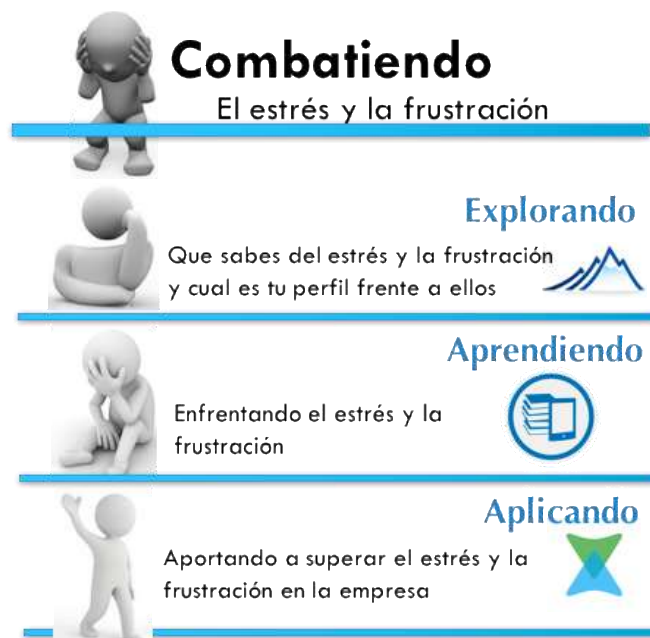 Combatiendo
El estrés y la frustración
Explorando
Que sabes del estrés y la frustración
y cual es tu perfil frente a ellos
Aprendiendo
Enfrentando el estrés y la
frustración
Aplicando
Aportando a superar el estrés y la
frustración en la empresa